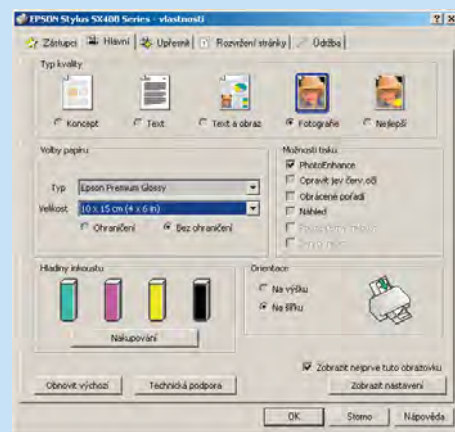 EPSON Stylus SX400 Series - vlastnosti
Zástupci Hlavní Upřesnit Rozvržení stránky Údržba
Typ kvality
Koncept Text Text a obraz Fotografie Nejlepší
Volby papíru
Typ Epson Premium Glossy
Velikost 10 x 15 cm (4 x 6 in)
Ohraničení Bez ohraničení
Možnosti tisku
PhotoEnhance
Opravit jev červ.očí
Obrácené pořadí
Náhled
Hladiny inkoustu
Nakupování
Orientace
Na výšku
Na šířku
Zobrazit nejprve tuto obrazovku
Obnovit výchozí Technická podpora Zobrazit nastavení
OK Storno Nápověda